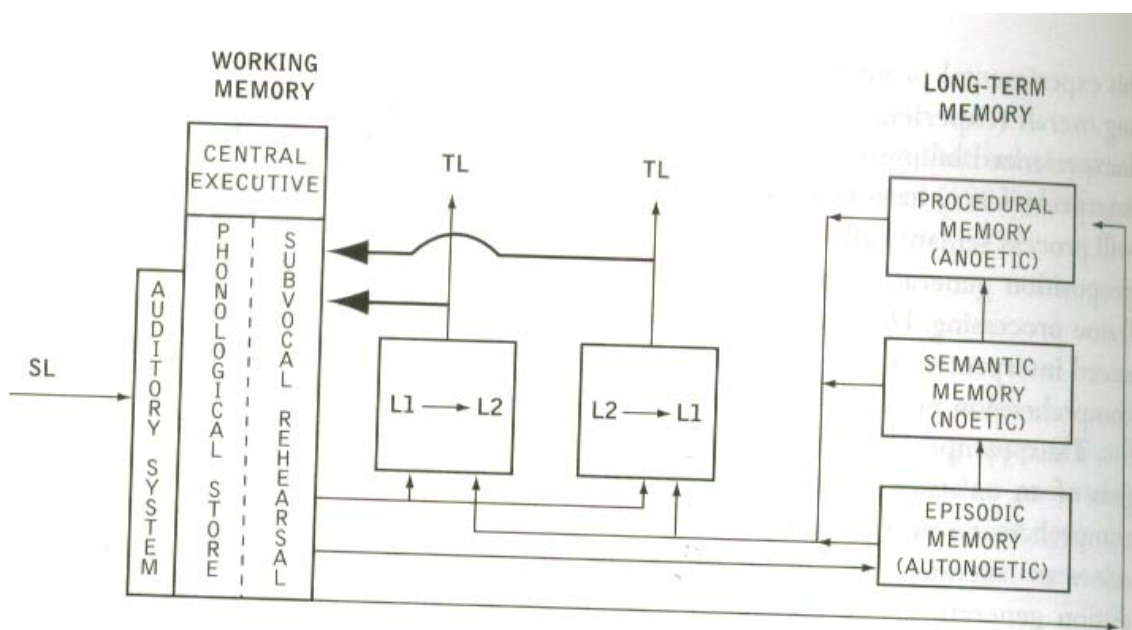 WORKING
MEMORY
CENTRAL
EXECUTIVE
PHONOLOGICAL STORE
SUBVOCAL REHEARSAL
AUDITORY SYSTEM
SL
TL
TL
L1 → L2
L2 → L1
LONG-TERM
MEMORY
PROCEDURAL
MEMORY
(ANOETIC)
SEMANTIC
MEMORY
(NOETIC)
EPISODIC
MEMORY
(AUTONOETIC)